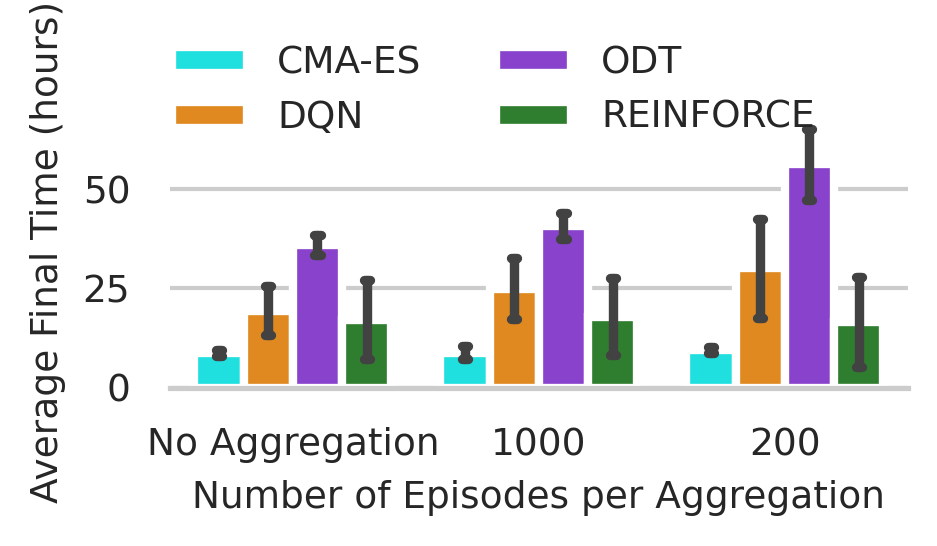 Average Final Time (hours)
CMA-ES
DQN
ODT
REINFORCE
50
25
0
No Aggregation 1000 200
Number of Episodes per Aggregation